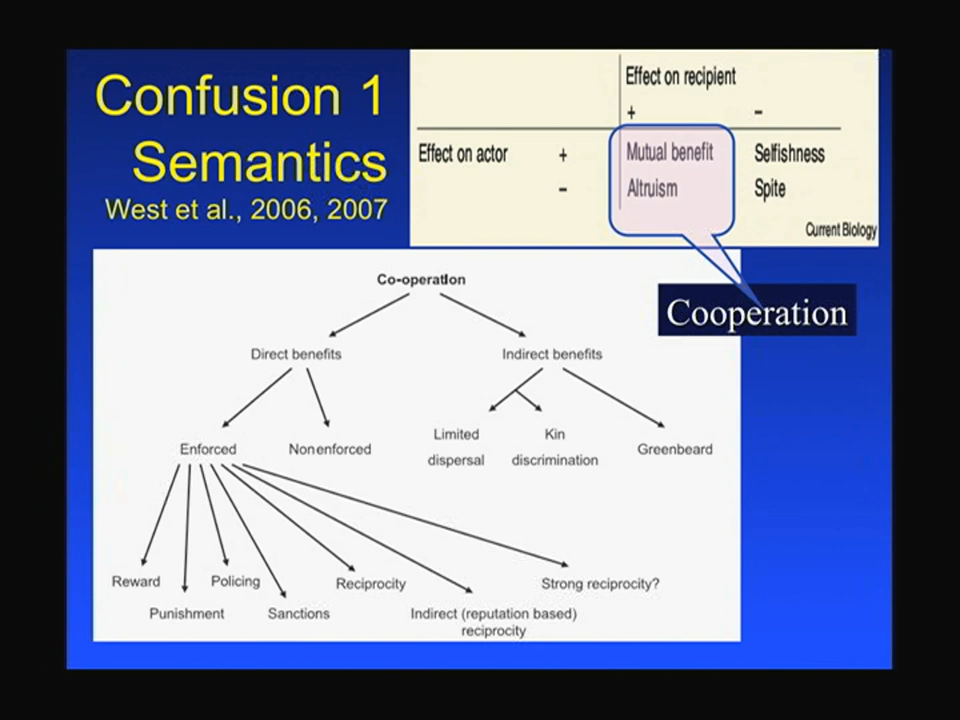 Confusion 1
Semantics
West et al., 2006, 2007
Effect on recipient
+ -
Effect on actor + Mutual benefit Selfishness
- Altruism Spite
Current Biology
Cooperation
Co-operation
Direct benefits Indirect benefits
Enforced Nonenforced Limited dispersal Kin discrimination Greenbeard
Reward Policing Reciprocity Strong reciprocity?
Punishment Sanctions Indirect (reputation based)
reciprocity